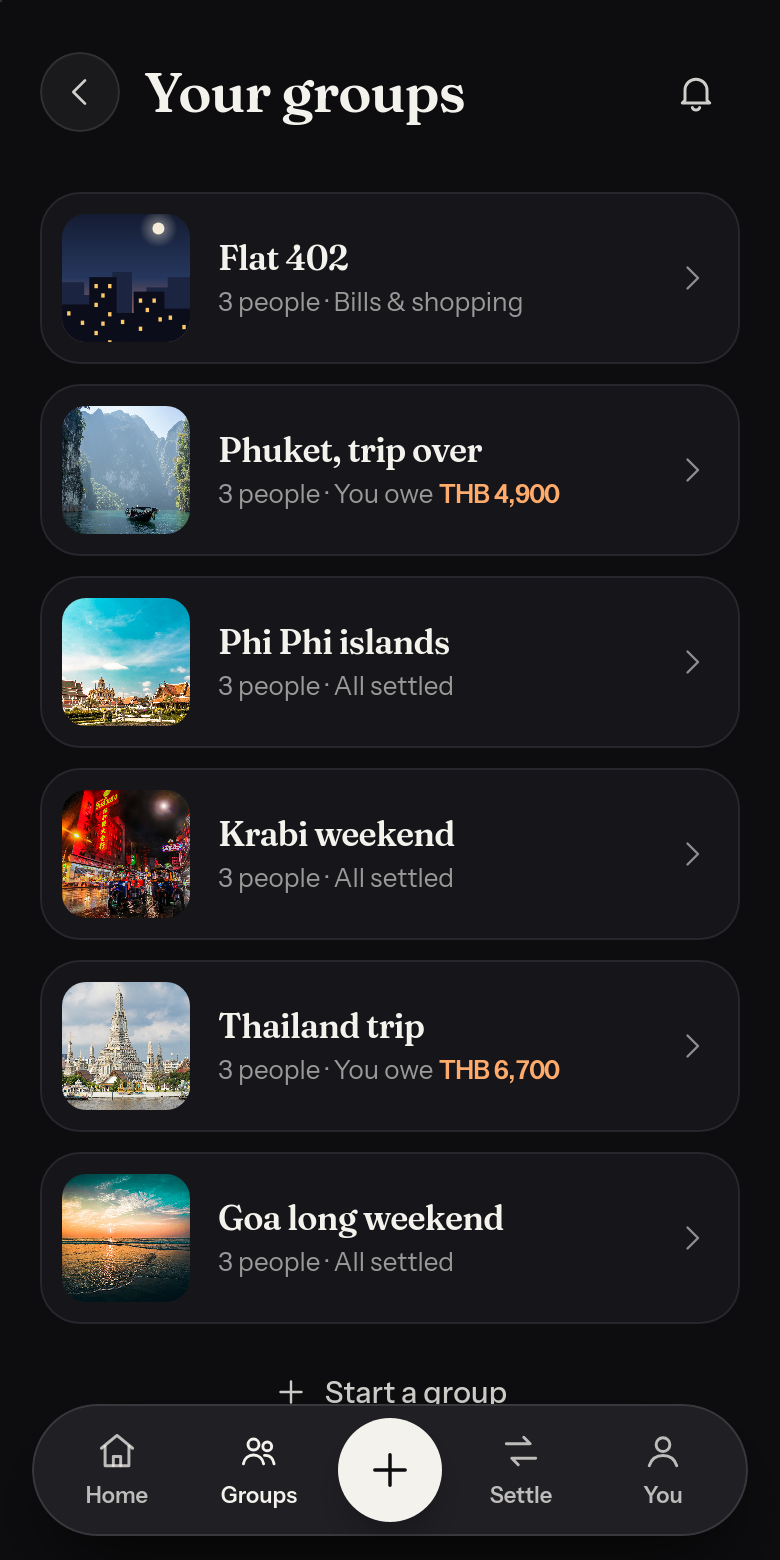 Your groups
Flat 402
3 people · Bills & shopping
Phuket, trip over
3 people · You owe THB 4,900
Phi Phi islands
3 people · All settled
Krabi weekend
3 people · All settled
Thailand trip
3 people · You owe THB 6,700
Goa long weekend
3 people · All settled
Start a group
Home
Groups
Settle
You